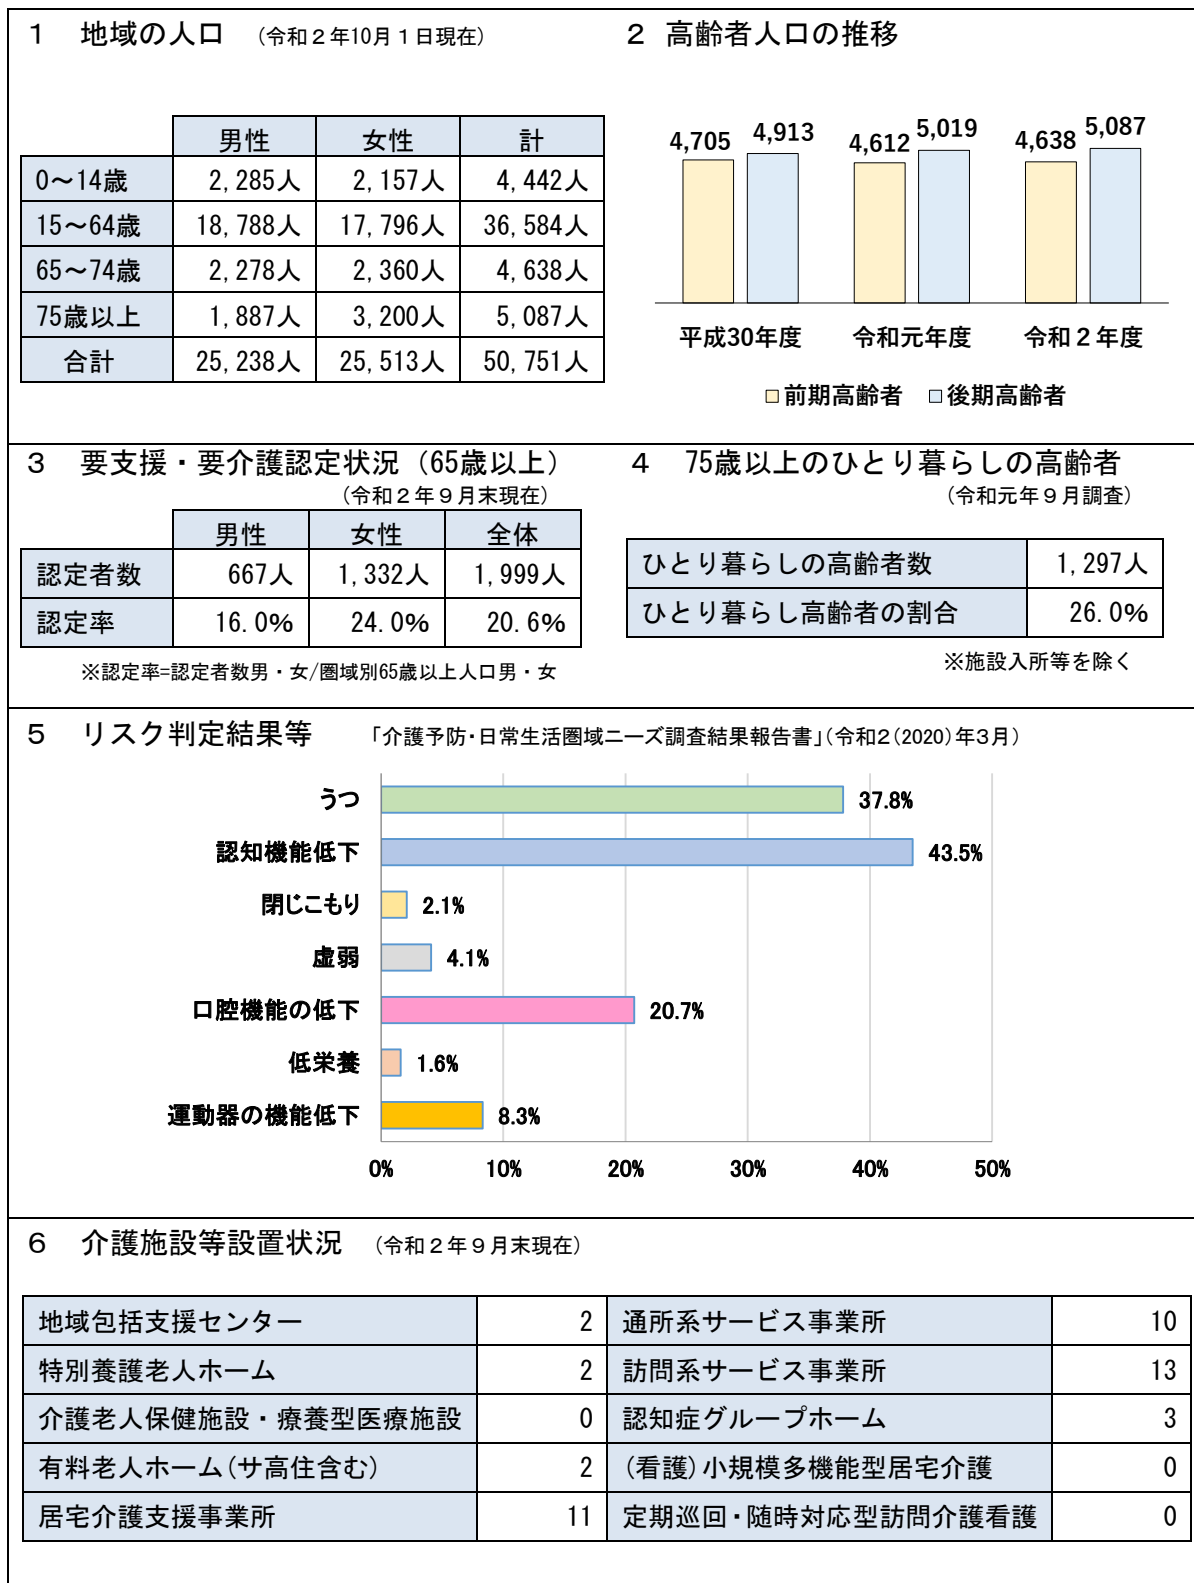 1 地域の人口 (令和2年10月1日現在)
男性 女性 計
0~14歳 2,285人 2,157人 4,442人
15~64歳 18,788人 17,796人 36,584人
65~74歳 2,278人 2,360人 4,638人
75歳以上 1,887人 3,200人 5,087人
合計 25,238人 25,513人 50,751人
2 高齢者人口の推移
4,705 4,913 4,612 5,019 4,638 5,087
平成30年度 令和元年度 令和2年度
前期高齢者 後期高齢者
3 要支援・要介護認定状況(65歳以上)
(令和2年9月末現在)
男性 女性 全体
認定者数 667人 1,332人 1,999人
認定率 16.0% 24.0% 20.6%
※認定率=認定者数男・女/圏域別65歳以上人口男・女
4 75歳以上のひとり暮らしの高齢者
(令和元年9月調査)
ひとり暮らしの高齢者数 1,297人
ひとり暮らし高齢者の割合 26.0%
※施設入所等を除く
5 リスク判定結果等 「介護予防・日常生活圏域ニーズ調査結果報告書」(令和2(2020)年3月)
うつ 37.8%
認知機能低下 43.5%
閉じこもり 2.1%
虚弱 4.1%
口腔機能の低下 20.7%
低栄養 1.6%
運動器の機能低下 8.3%
0% 10% 20% 30% 40% 50%
6 介護施設等設置状況 (令和2年9月末現在)
地域包括支援センター 2 通所系サービス事業所 10
特別養護老人ホーム 2 訪問系サービス事業所 13
介護老人保健施設・療養型医療施設 0 認知症グループホーム 3
有料老人ホーム(サ高住含む) 2 (看護)小規模多機能型居宅介護 0
居宅介護支援事業所 11 定期巡回・随時対応型訪問介護看護 0